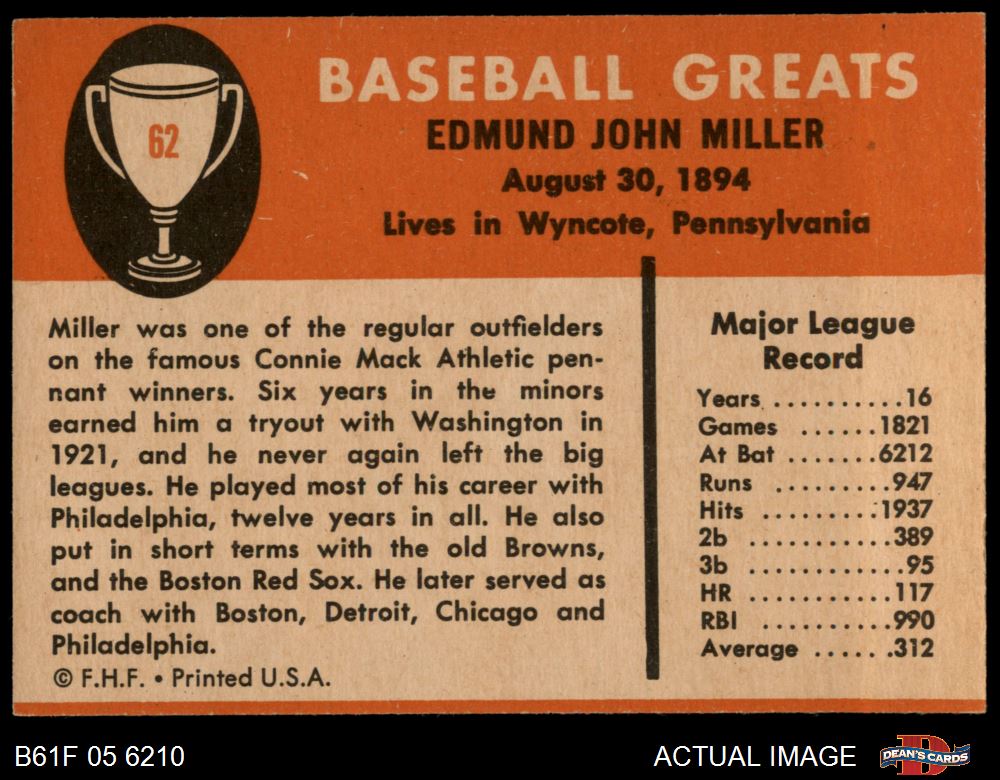 62
BASEBALL GREATS
EDMUND JOHN MILLER
August 30, 1894
Lives in Wyncote, Pennsylvania
Miller was one of the regular outfielders
on the famous Connie Mack Athletic pen-
nant winners. Six years in the minors
earned him a tryout with Washington in
1921, and he never again left the big
leagues. He played most of his career with
Philadelphia, twelve years in all. He also
put in short terms with the old Browns,
and the Boston Red Sox. He later served as
coach with Boston, Detroit, Chicago and
Philadelphia.
© F.H.F. • Printed U.S.A.
Major League
Record
Years ..........16
Games ......1821
At Bat .......6212
Runs .........947
Hits .........1937
2b ...........389
3b ............95
HR ...........117
RBI ..........990
Average ......312
B61F 05 6210
ACTUAL IMAGE
D
DEAN'S CARDS